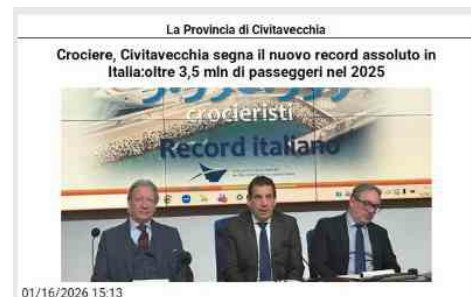 La Provincia di Civitavecchia
Crociere, Civitavecchia segna il nuovo record assoluto in
Italia:oltre 3,5 mln di passeggeri nel 2025
crocieristi
Record italiano
01/16/2026 15:13